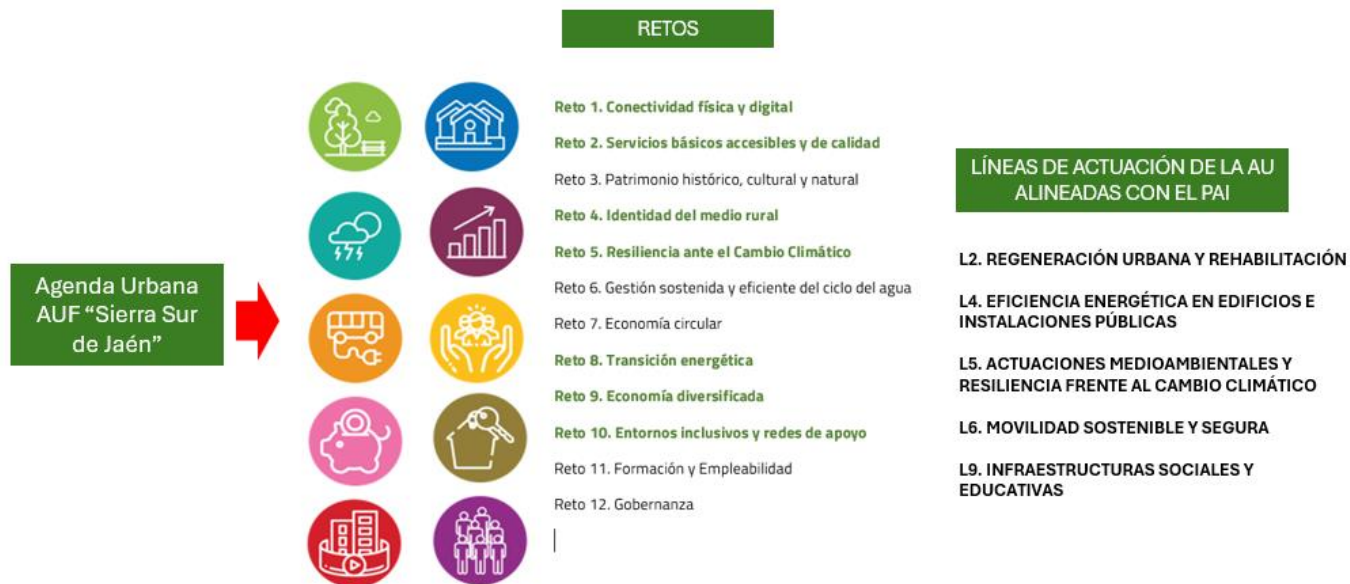 RETOS
Agenda Urbana
AUF “Sierra Sur
de Jaén”
Reto 1. Conectividad física y digital
Reto 2. Servicios básicos accesibles y de calidad
Reto 3. Patrimonio histórico, cultural y natural
Reto 4. Identidad del medio rural
Reto 5. Resiliencia ante el Cambio Climático
Reto 6. Gestión sostenida y eficiente del ciclo del agua
Reto 7. Economía circular
Reto 8. Transición energética
Reto 9. Economía diversificada
Reto 10. Entornos inclusivos y redes de apoyo
Reto 11. Formación y Empleabilidad
Reto 12. Gobernanza
LÍNEAS DE ACTUACIÓN DE LA AU
ALINEADAS CON EL PAI
L2. REGENERACIÓN URBANA Y REHABILITACIÓN
L4. EFICIENCIA ENERGÉTICA EN EDIFICIOS E
INSTALACIONES PÚBLICAS
L5. ACTUACIONES MEDIOAMBIENTALES Y
RESILIENCIA FRENTE AL CAMBIO CLIMÁTICO
L6. MOVILIDAD SOSTENIBLE Y SEGURA
L9. INFRAESTRUCTURAS SOCIALES Y
EDUCATIVAS